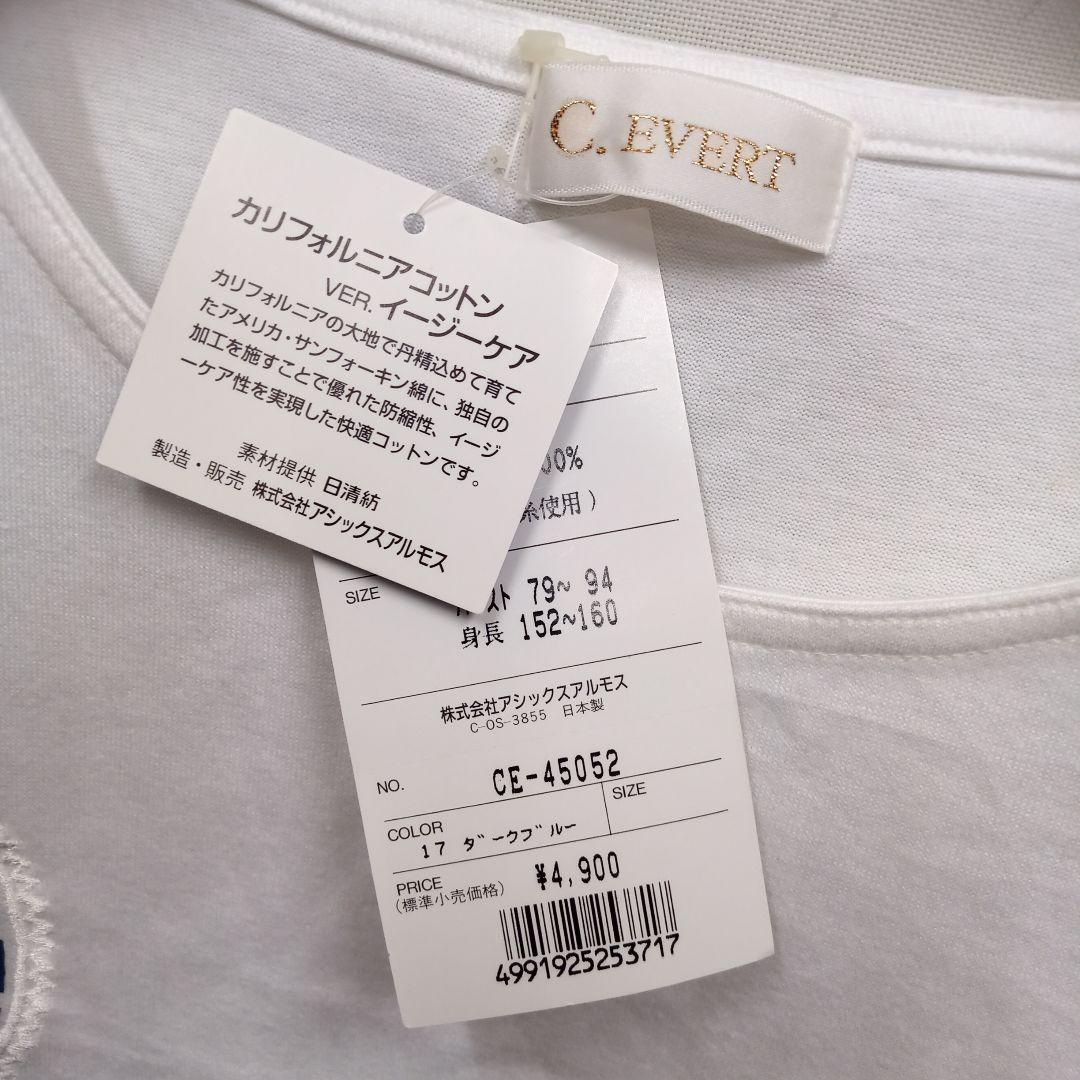 C. EVERT
カリフォルニアコットン
VER. イージーケア
カリフォルニアの大地で丹精込めて育て
たアメリカ・サンフォーキン綿に、独自の
加工を施すことで優れた防縮性、イージ
ーケア性を実現した快適コットンです。
素材提供 日清紡
製造・販売 株式会社アシックスアルモス
00%
糸使用)
SIZE
79~ 94
身長 152~160
株式会社アシックスアルモス
C-OS-3855 日本製
NO. CE-45052
COLOR
17 ダークブルー
SIZE
PRICE
(標準小売価格)
¥4,900
4991925253717